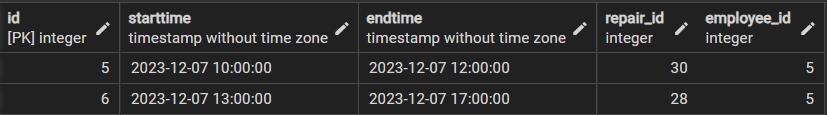 id starttime endtime repair_id employee_id
[PK] integer timestamp without time zone timestamp without time zone integer integer
5 2023-12-07 10:00:00 2023-12-07 12:00:00 30 5
6 2023-12-07 13:00:00 2023-12-07 17:00:00 28 5